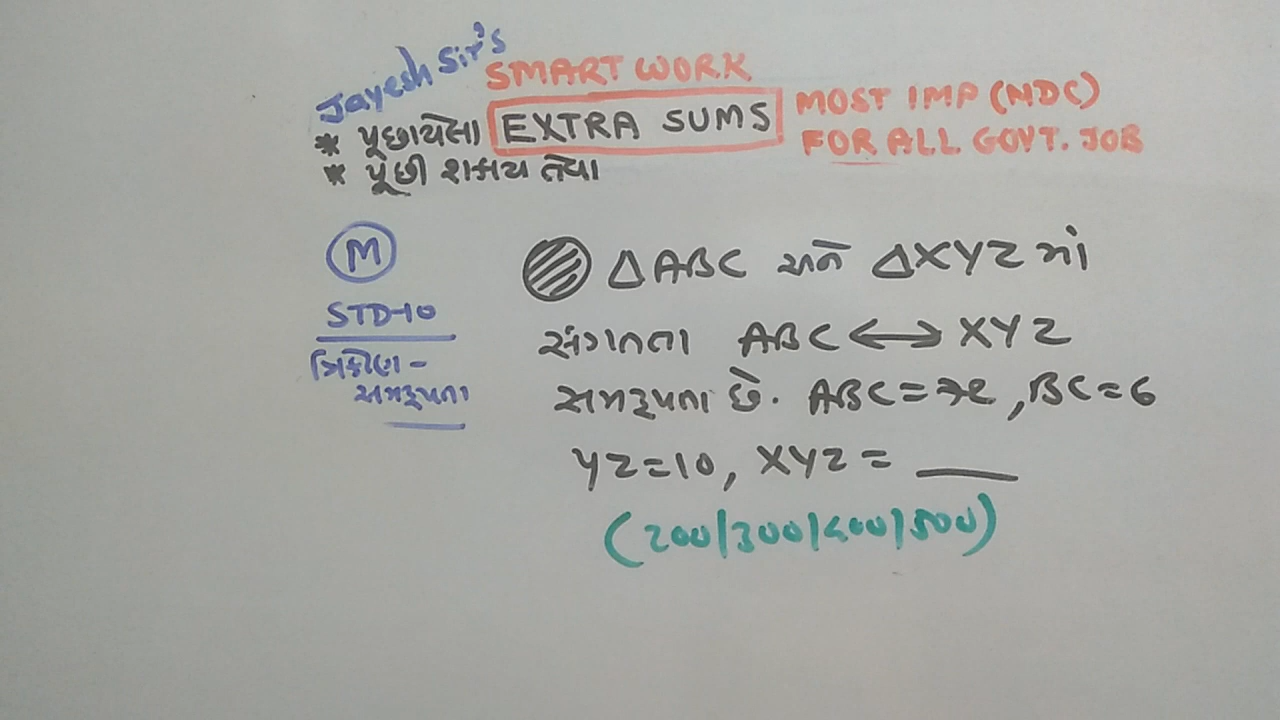 Jayesh Sir's
SMART WORK
* પૂછાયેલા EXTRA SUMS MOST IMP (NDC)
* પૂછી શકાય તેવા FOR ALL GOVT. JOB
M
STD-10
ત્રિકોણ-
સમરૂપતા
△ABC અને △XYZ માં
સંગતતા ABC ↔ XYZ
સમરૂપતા છે. ABC = ૭૨, BC = 6
YZ = 10, XYZ = ____
(200/300/400/500)